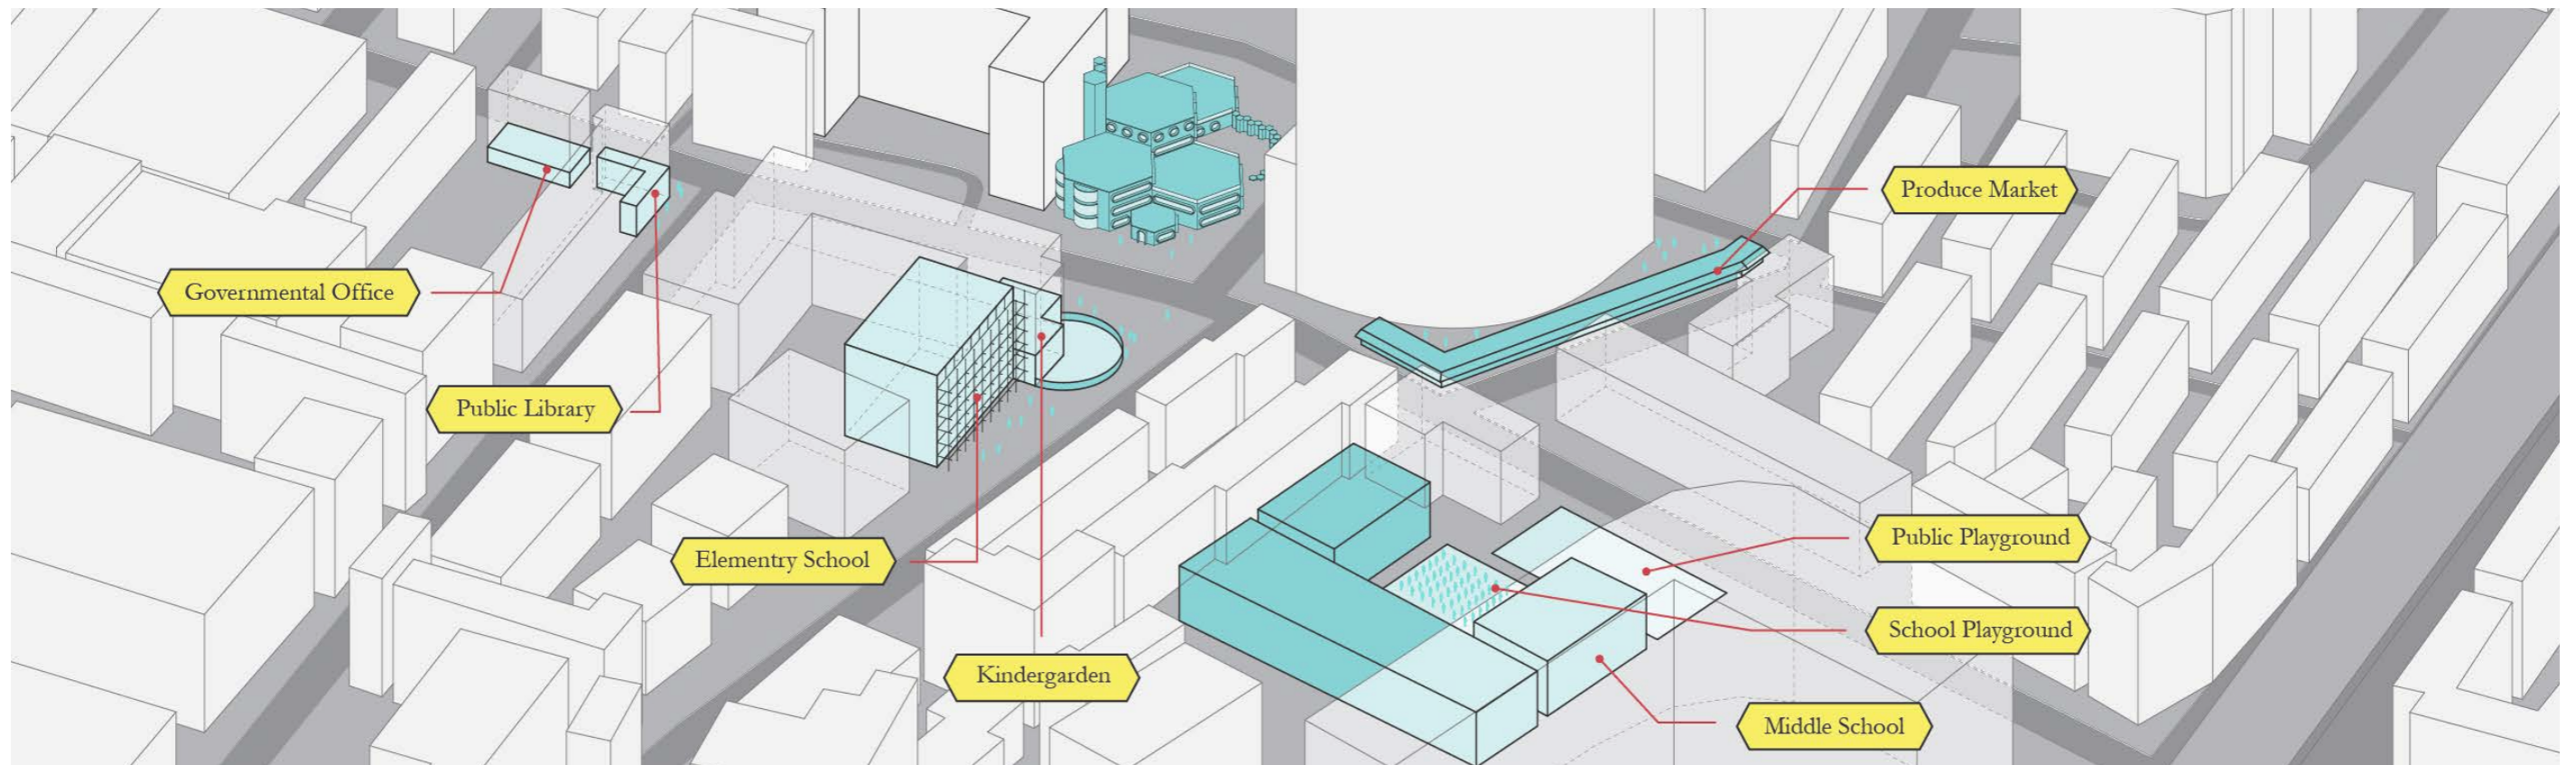 Produce Market
Governmental Office
Public Library
Public Playground
Elementry School
School Playground
Kindergarden
Middle School